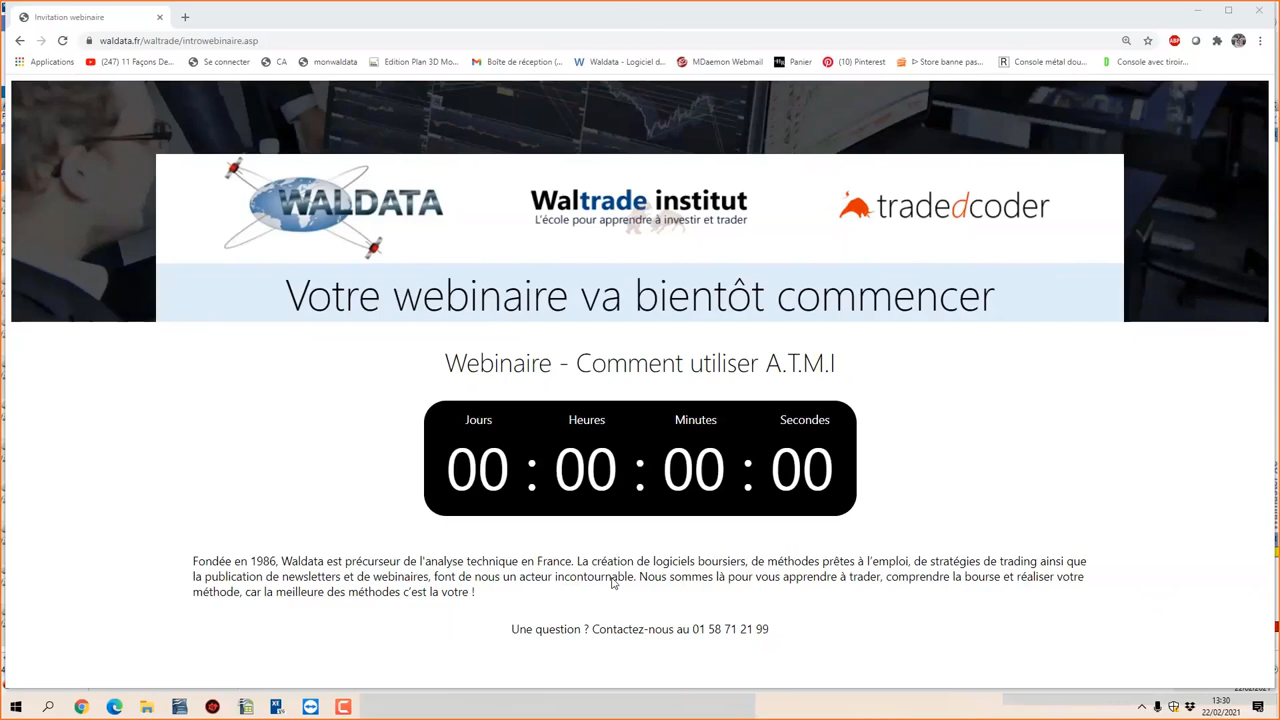 Invitation webinaire
waldata.fr/waltrade/introwebinaire.asp
ABP
Applications
(247) 11 Façons De...
Se connecter
CA
monwaldata
Edition Plan 3D Mo...
Boîte de réception (...
Waldata - Logiciel d...
MDaemon Webmail
Panier
(10) Pinterest
ᐅ Store banne pas...
Console métal dou...
Console avec tiroir...
WALDATA
Waltrade institut
L'école pour apprendre à investir et trader
tradedcoder
Votre webinaire va bientôt commencer
Webinaire - Comment utiliser A.T.M.I
Jours Heures Minutes Secondes
00 : 00 : 00 : 00
Fondée en 1986, Waldata est précurseur de l'analyse technique en France. La création de logiciels boursiers, de méthodes prêtes à l'emploi, de stratégies de trading ainsi que
la publication de newsletters et de webinaires, font de nous un acteur incontournable. Nous sommes là pour vous apprendre à trader, comprendre la bourse et réaliser votre
méthode, car la meilleure des méthodes c'est la votre !
Une question ? Contactez-nous au 01 58 71 21 99
13:30
22/02/2021